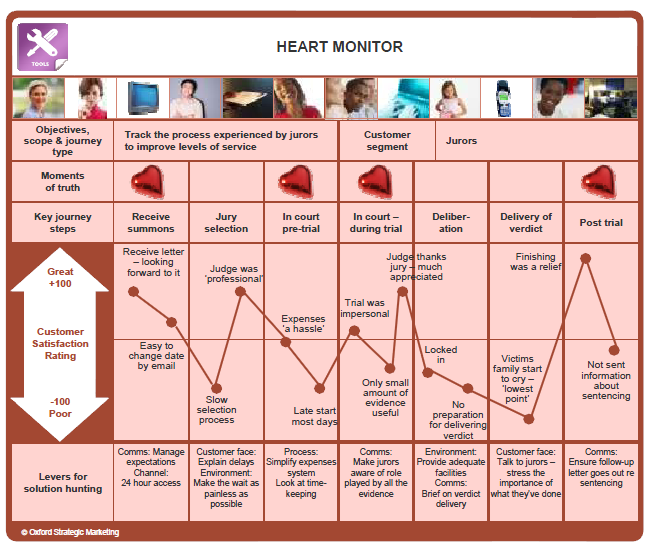 HEART MONITOR
TOOLS
Objectives,
scope & journey
type
Track the process experienced by jurors
to improve levels of service
Customer
segment
Jurors
Moments
of truth
Key journey
steps
Receive
summons
Jury
selection
In court
pre-trial
In court –
during trial
Deliber-
ation
Delivery of
verdict
Post trial
Great
+100
Customer
Satisfaction
Rating
-100
Poor
Receive letter
– looking
forward to it
Easy to
change date
by email
Judge was
'professional'
Slow
selection
process
Expenses
'a hassle'
Late start
most days
Trial was
impersonal
Only small
amount of
evidence
useful
Judge thanks
jury – much
appreciated
Locked
in
No
preparation
for delivering
verdict
Victims
family start
to cry –
'lowest
point'
Finishing
was a relief
Not sent
information
about
sentencing
Levers for
solution hunting
Comms: Manage
expectations
Channel:
24 hour access
Customer face:
Explain delays
Environment:
Make the wait as
painless as
possible
Process:
Simplify expenses
system
Look at time-
keeping
Comms:
Make jurors
aware of role
played by all the
evidence
Environment:
Provide adequate
facilities
Comms:
Brief on verdict
delivery
Customer face:
Talk to jurors –
stress the
importance of
what they've done
Comms:
Ensure follow-up
letter goes out re
sentencing
© Oxford Strategic Marketing